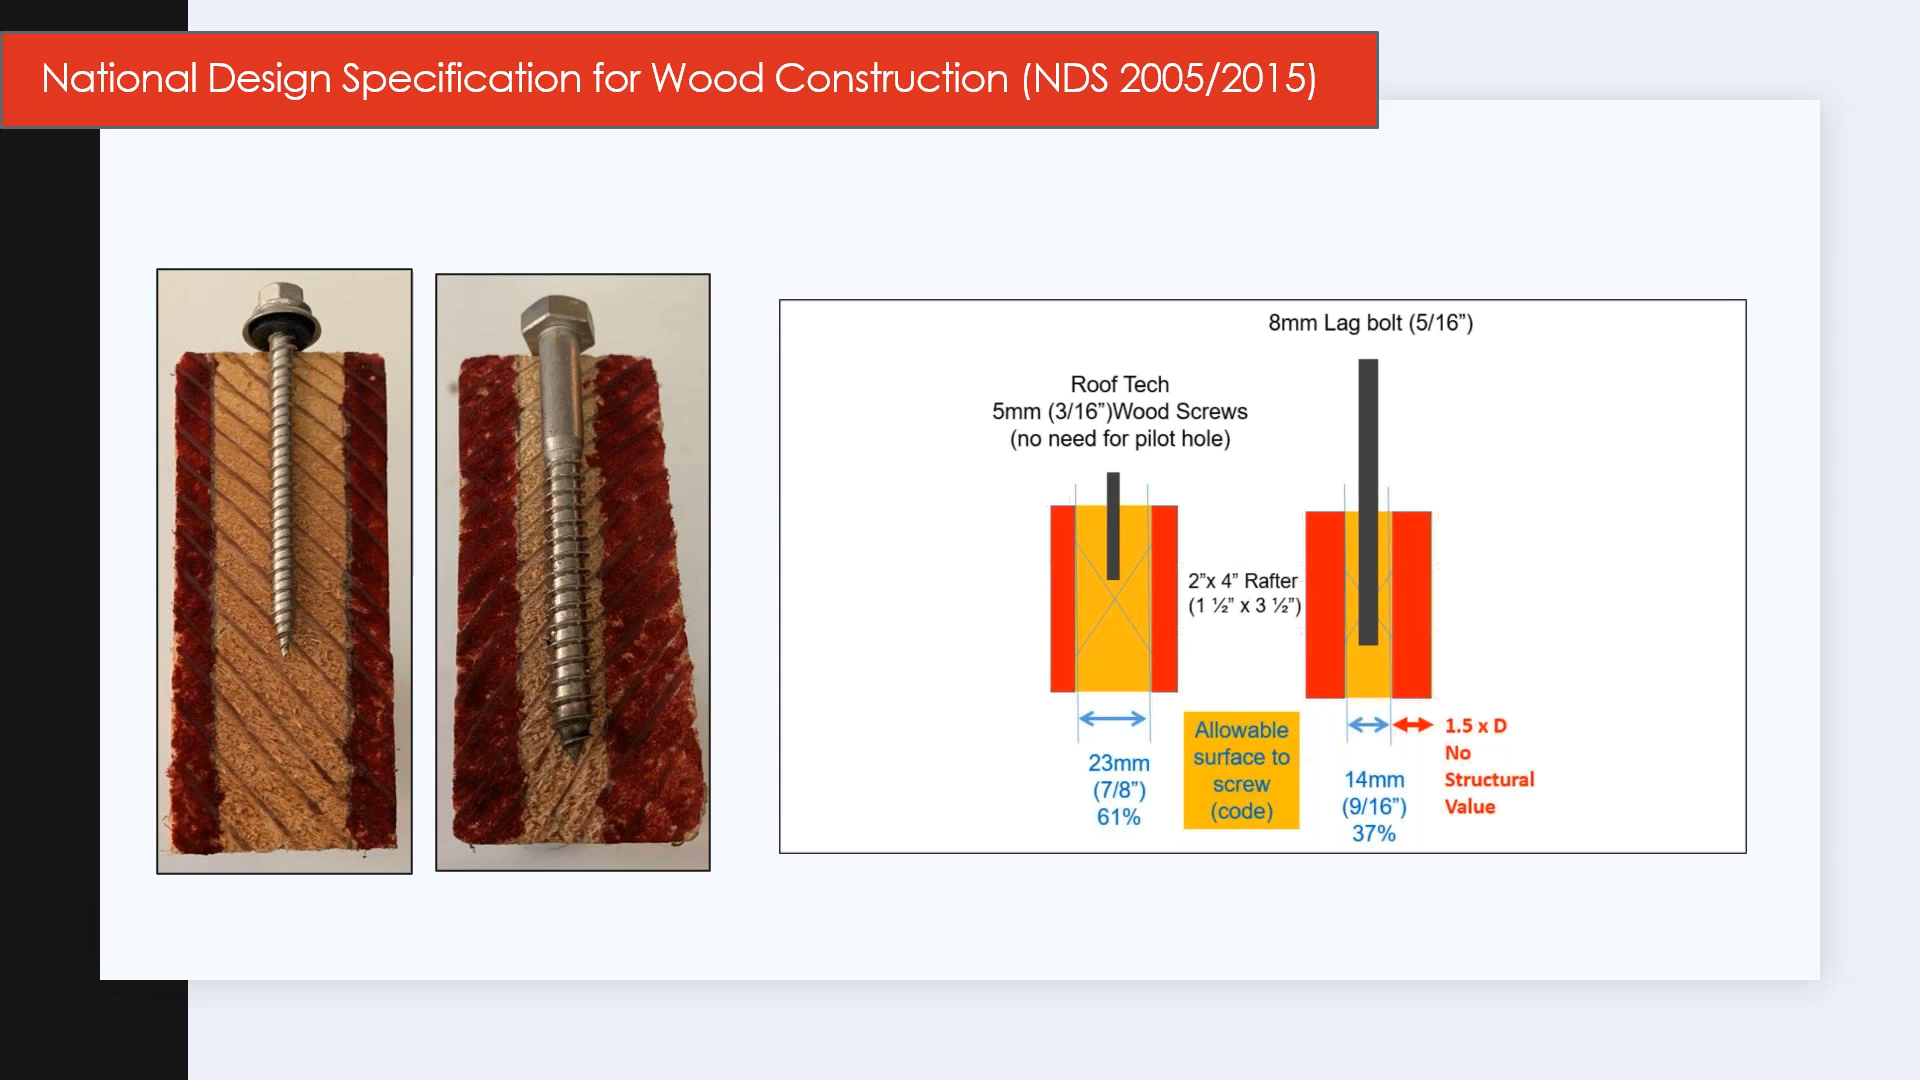 National Design Specification for Wood Construction (NDS 2005/2015)
8mm Lag bolt (5/16”)
Roof Tech
5mm (3/16”)Wood Screws
(no need for pilot hole)
2”x 4” Rafter
(1 ½” x 3 ½”)
Allowable
surface to
screw
(code)
23mm
(7/8”)
61%
14mm
(9/16”)
37%
1.5 x D
No
Structural
Value